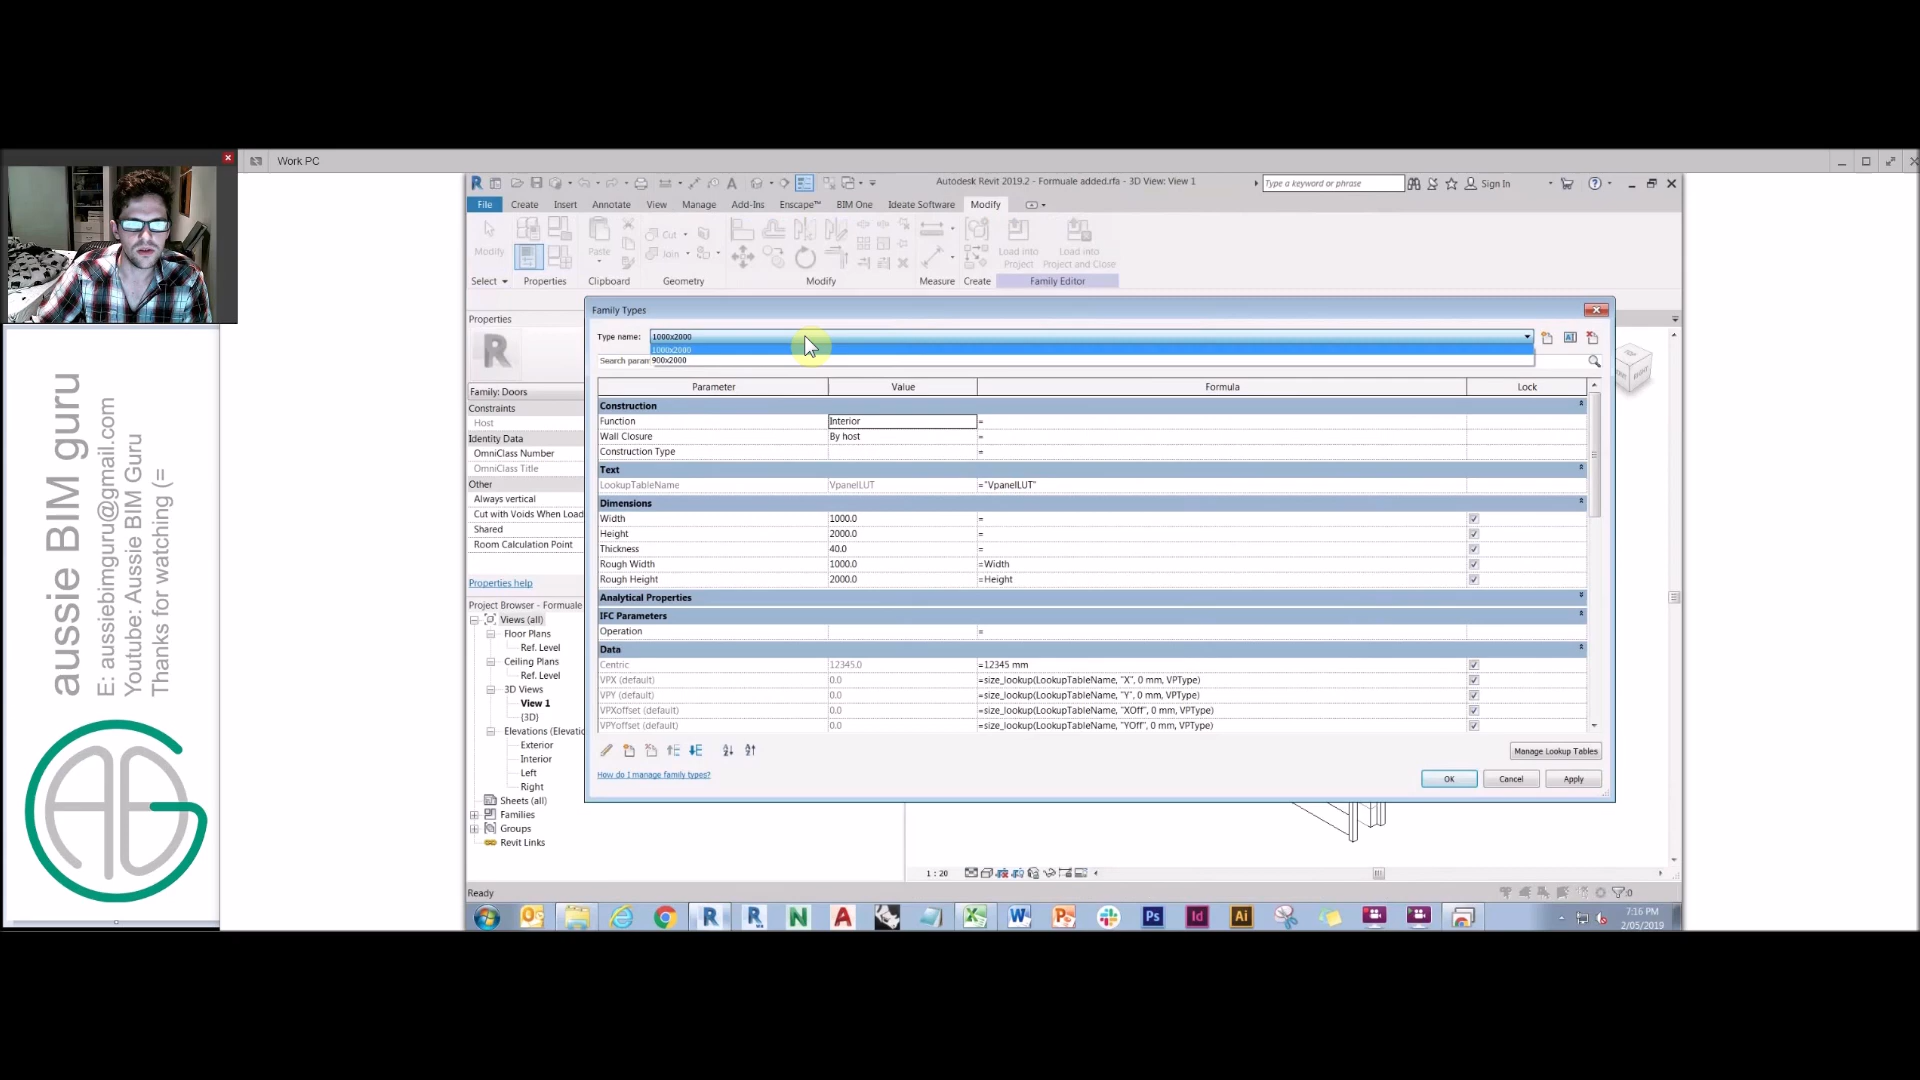 Work PC
Autodesk Revit 2019.2 - Formuale added.rfa - 3D View: View 1
Type a keyword or phrase
Sign In
File Create Insert Annotate View Manage Add-Ins Enscape™ BIM One Ideate Software Modify
Modify
Paste
Cut
Join
Load into Project
Load into Project and Close
Select Properties Clipboard Geometry Modify Measure Create Family Editor
Properties
Family: Doors
Constraints
Host
Identity Data
OmniClass Number
OmniClass Title
Other
Always vertical
Cut with Voids When Load
Shared
Room Calculation Point
Properties help
Project Browser - Formuale
Views (all)
Floor Plans
Ref. Level
Ceiling Plans
Ref. Level
3D Views
View 1
{3D}
Elevations (Elevatio
Exterior
Interior
Left
Right
Sheets (all)
Families
Groups
Revit Links
Family Types
Type name: 1000x2000
1000x2000
900x2000
Search param
Parameter Value Formula Lock
Construction
Function Interior =
Wall Closure By host =
Construction Type =
Text
LookupTableName VpanelLUT ="VpanelLUT"
Dimensions
Width 1000.0 =
Height 2000.0 =
Thickness 40.0 =
Rough Width 1000.0 =Width
Rough Height 2000.0 =Height
Analytical Properties
IFC Parameters
Operation =
Data
Centric 12345.0 =12345 mm
VPX (default) 0.0 =size_lookup(LookupTableName, "X", 0 mm, VPType)
VPY (default) 0.0 =size_lookup(LookupTableName, "Y", 0 mm, VPType)
VPXoffset (default) 0.0 =size_lookup(LookupTableName, "XOff", 0 mm, VPType)
VPYoffset (default) 0.0 =size_lookup(LookupTableName, "YOff", 0 mm, VPType)
Manage Lookup Tables
How do I manage family types?
OK Cancel Apply
1 : 20
Ready
:0
7:16 PM
2/05/2019
aussie BIM guru
E: aussiebimguru@gmail.com
Youtube: Aussie BIM Guru
Thanks for watching (=